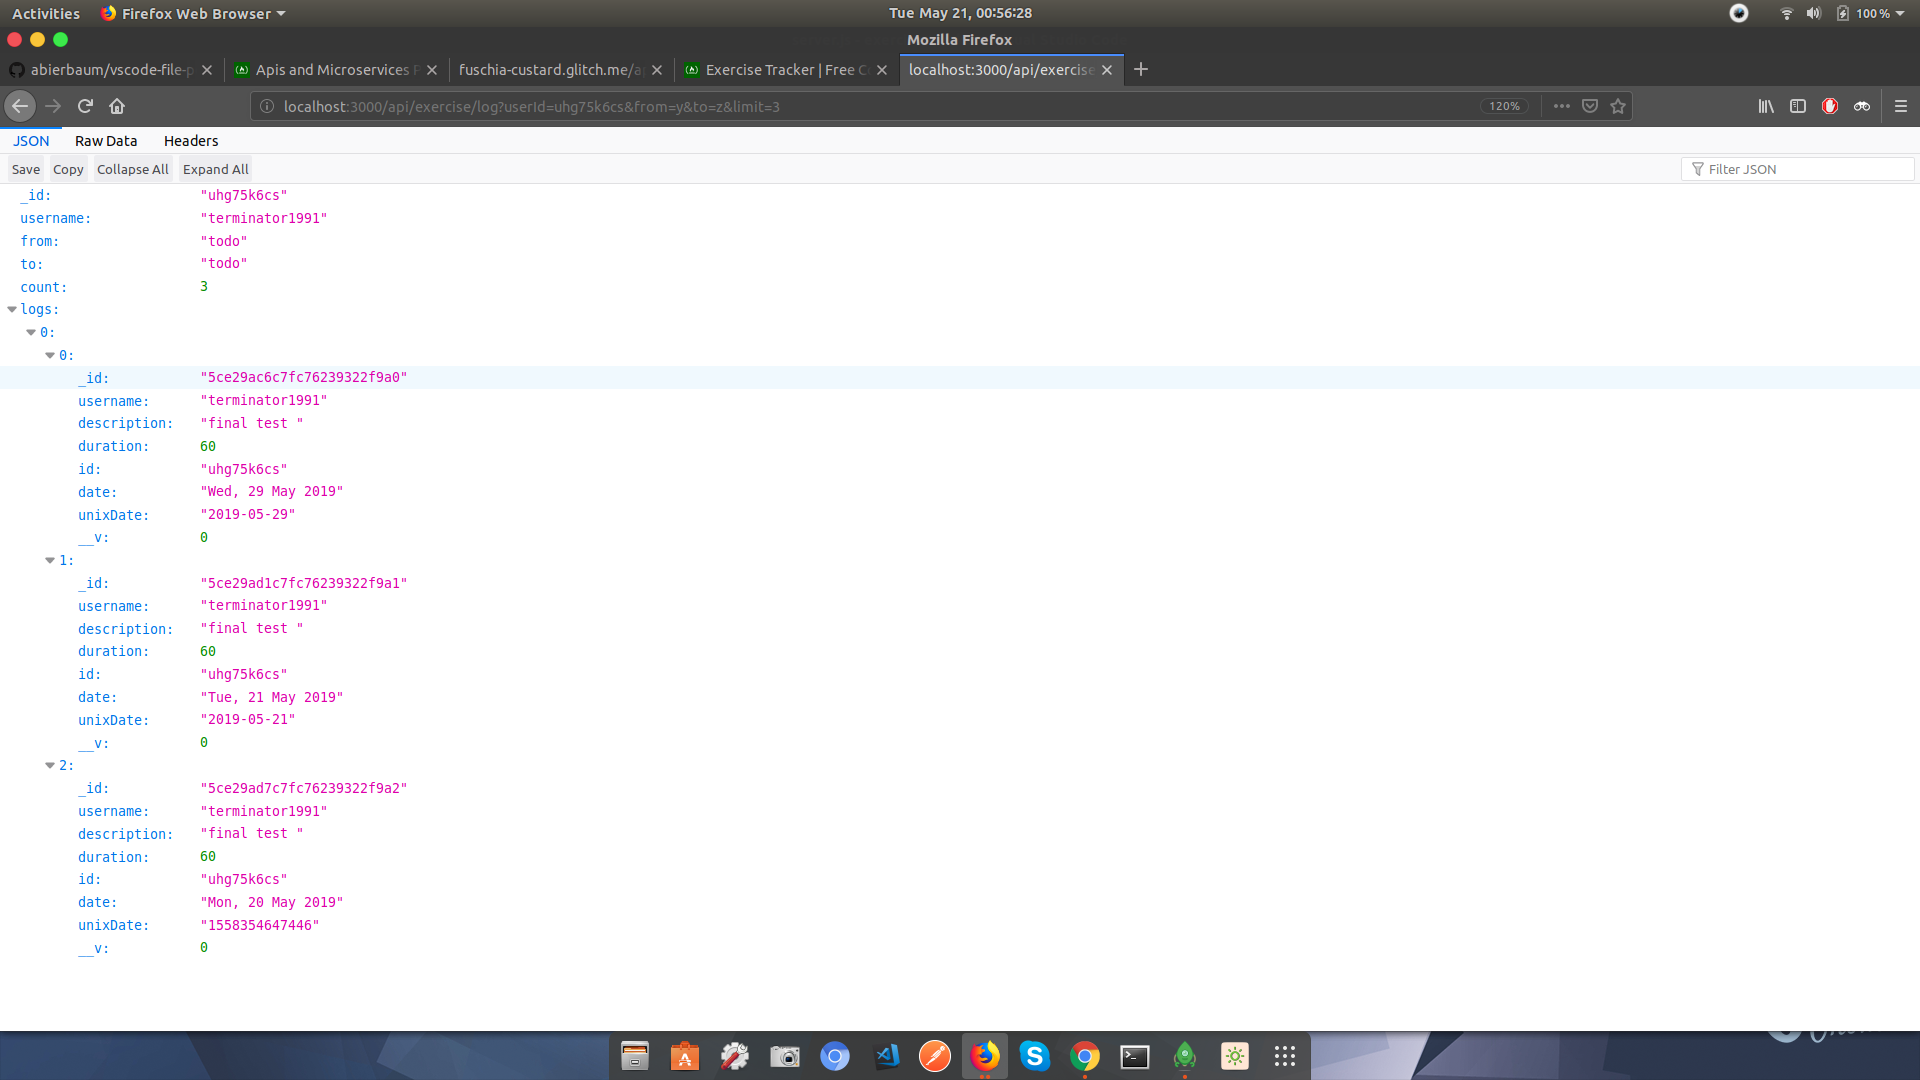 Activities Firefox Web Browser Tue May 21, 00:56:28 100 %
Mozilla Firefox
abierbaum/vscode-file-p Apis and Microservices P fuschia-custard.glitch.me/a Exercise Tracker | Free C localhost:3000/api/exercise
localhost:3000/api/exercise/log?userId=uhg75k6cs&from=y&to=z&limit=3 120%
JSON Raw Data Headers
Save Copy Collapse All Expand All Filter JSON
_id: "uhg75k6cs"
username: "terminator1991"
from: "todo"
to: "todo"
count: 3
logs:
0:
0:
_id: "5ce29ac6c7fc76239322f9a0"
username: "terminator1991"
description: "final test "
duration: 60
id: "uhg75k6cs"
date: "Wed, 29 May 2019"
unixDate: "2019-05-29"
__v: 0
1:
_id: "5ce29ad1c7fc76239322f9a1"
username: "terminator1991"
description: "final test "
duration: 60
id: "uhg75k6cs"
date: "Tue, 21 May 2019"
unixDate: "2019-05-21"
__v: 0
2:
_id: "5ce29ad7c7fc76239322f9a2"
username: "terminator1991"
description: "final test "
duration: 60
id: "uhg75k6cs"
date: "Mon, 20 May 2019"
unixDate: "1558354647446"
__v: 0